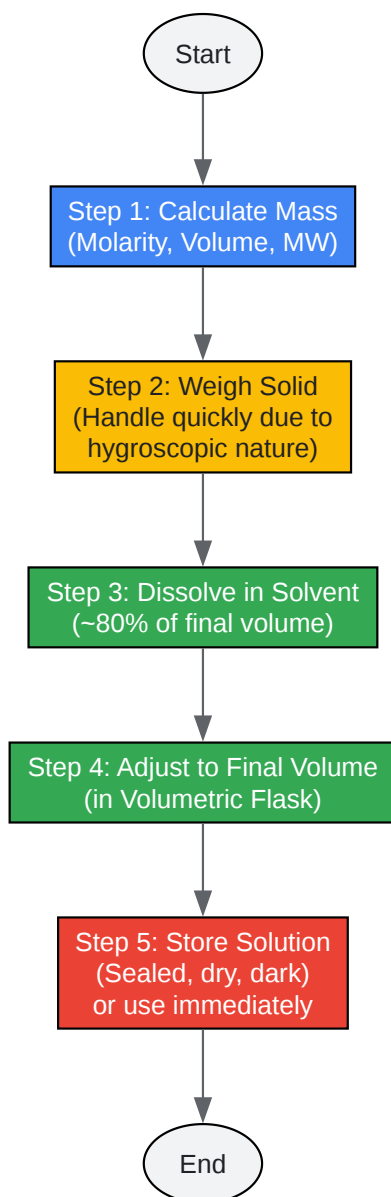 Start
Step 1: Calculate Mass
(Molarity, Volume, MW)
Step 2: Weigh Solid
(Handle quickly due to
hygroscopic nature)
Step 3: Dissolve in Solvent
(~80% of final volume)
Step 4: Adjust to Final Volume
(in Volumetric Flask)
Step 5: Store Solution
(Sealed, dry, dark)
or use immediately
End